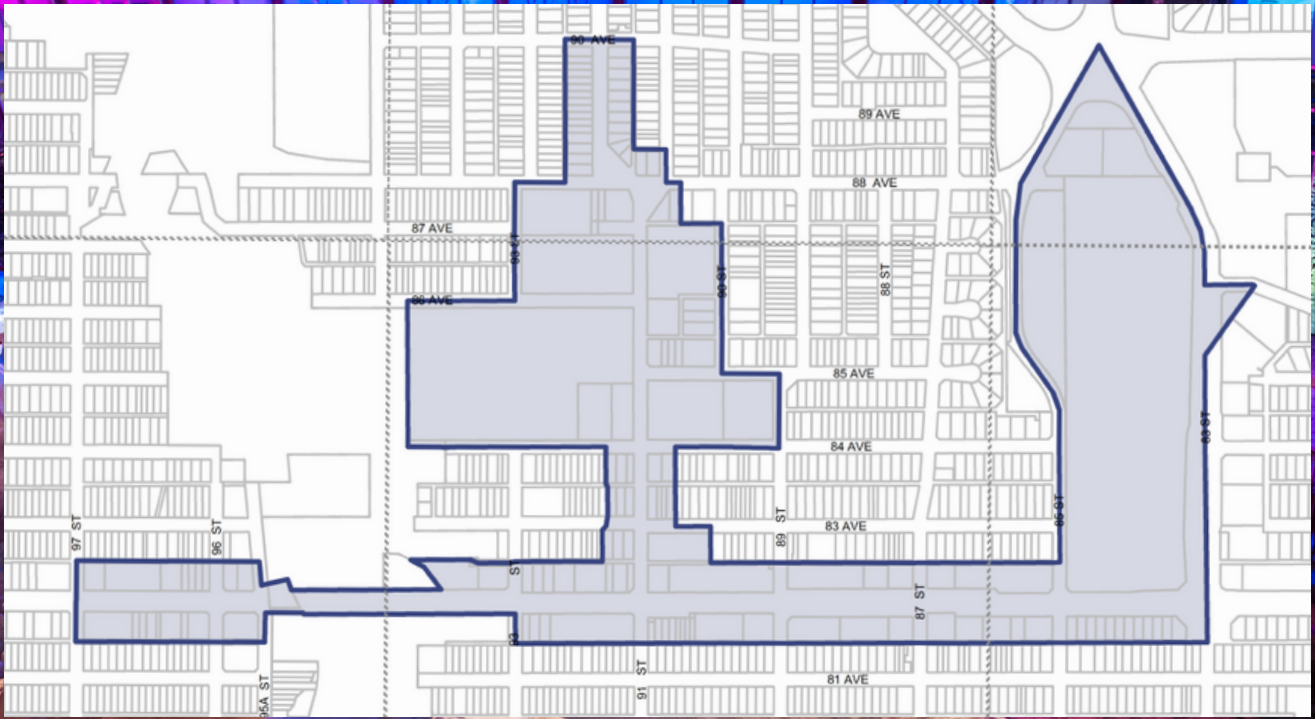 90 AVE
89 AVE
88 AVE
87 AVE
93 ST
90 ST
88 ST
86 AVE
85 AVE
83 ST
84 AVE
85 ST
97 ST
96 ST
89 ST
83 AVE
93 ST
87 ST
91 ST
81 AVE
95A ST